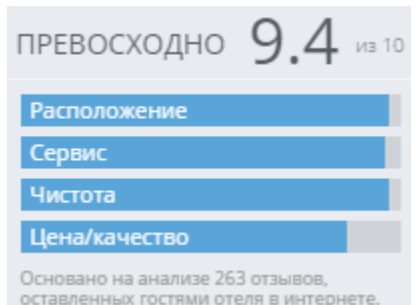 ПРЕВОСХОДНО 9.4 из 10
Расположение
Сервис
Чистота
Цена/качество
Основано на анализе 263 отзывов,
оставленных гостями отеля в интернете.